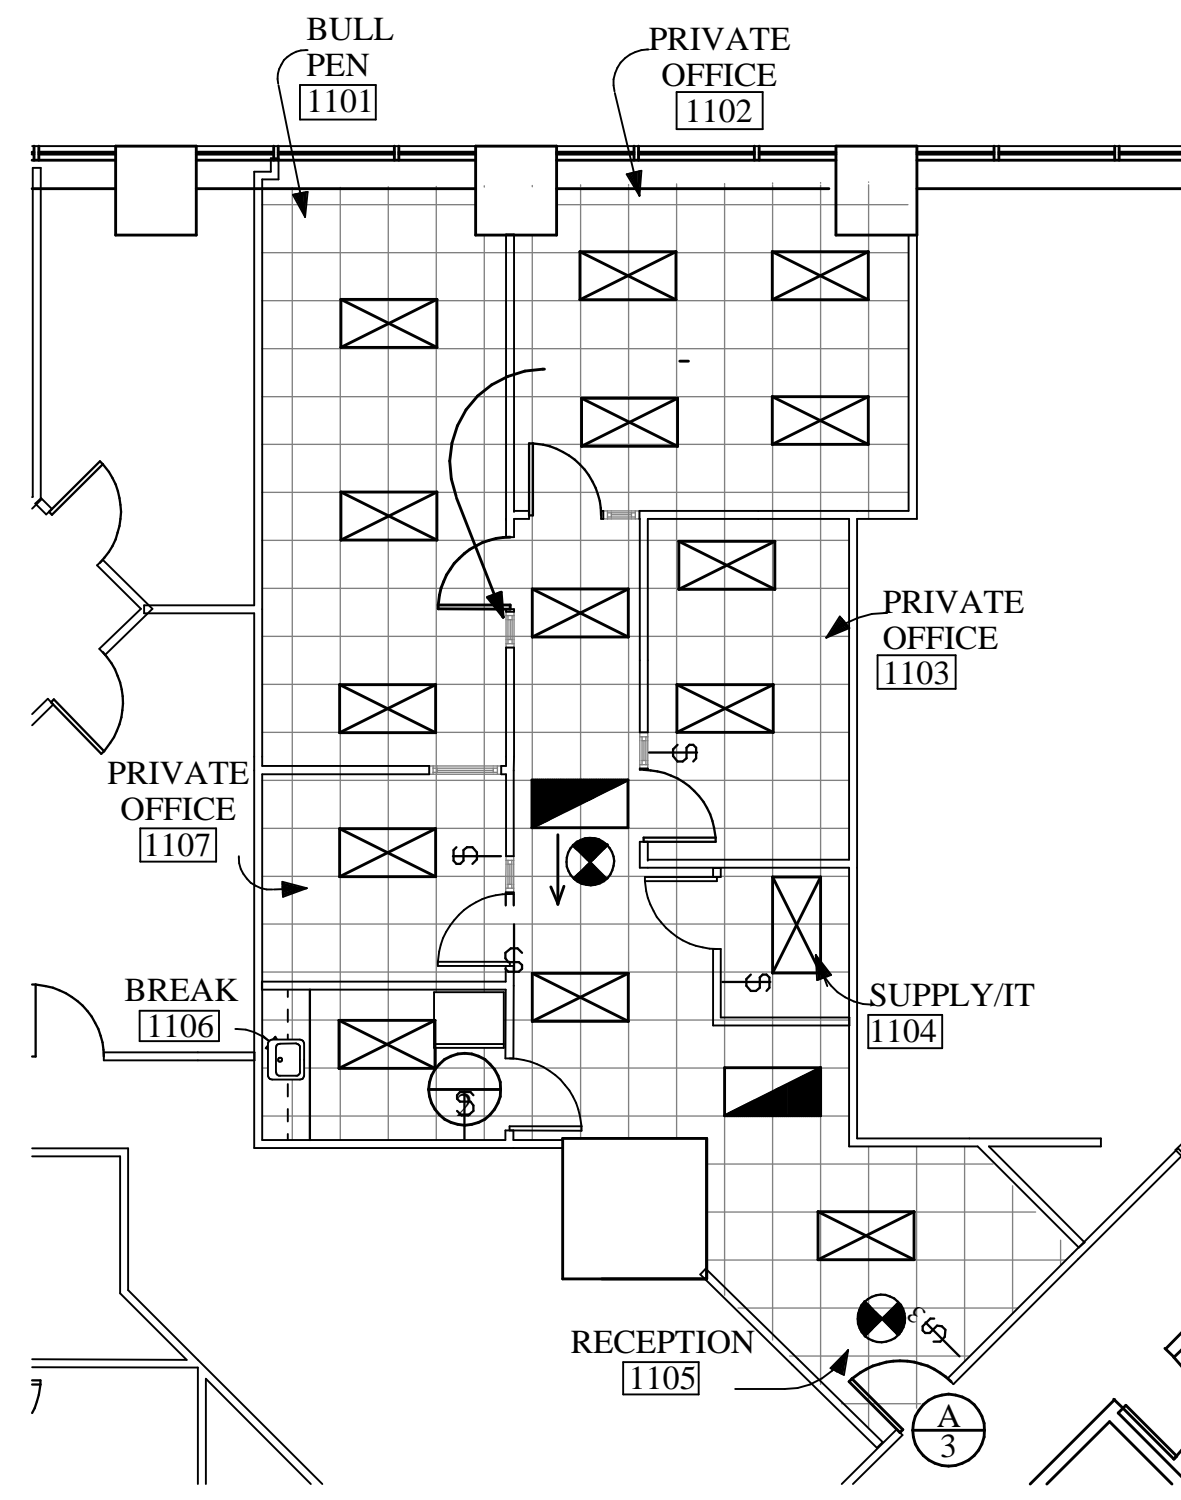 BULL
PEN
1101
PRIVATE
OFFICE
1102
PRIVATE
OFFICE
1103
PRIVATE
OFFICE
1107
$
$
BREAK
1106
$
SUPPLY/IT
1104
$
RECEPTION
1105
$3
A
3